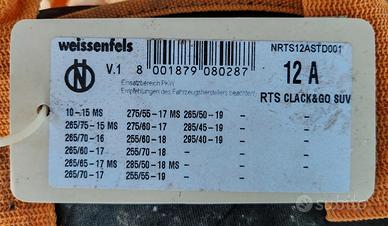 weissenfels
NRTS12ASTD001
V.1 8 001879 080287
12 A
Einsatzbereich PKW
Empfehlungen des Fahrzeugherstellers beachten
RTS CLACK&GO SUV
10-15 MS 275/55-17 MS 265/50-19 -
265/75-15 MS 275/60-17 285/45-19 -
265/70-16 255/60-18 295/40-19 -
265/60-17 255/70-18 - -
265/65-17 MS 285/50-18 MS - -
265/70-17 255/55-19 - -
subito